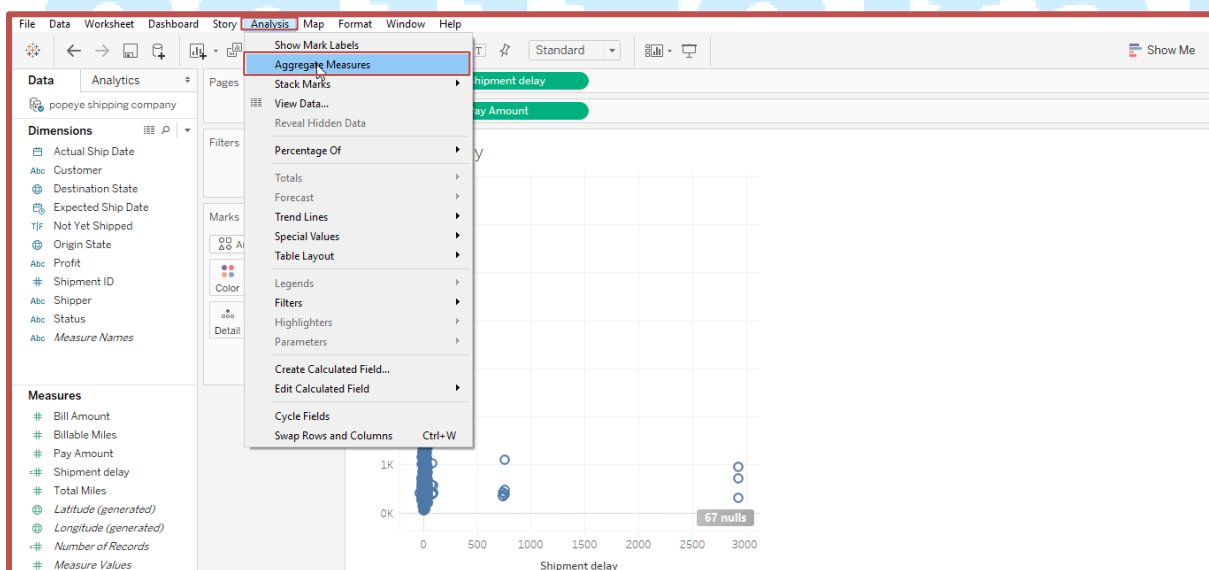 File Data Worksheet Dashboard Story Analysis Map Format Window Help
Standard
Show Me
Data Analytics
popeye shipping company
Dimensions
Actual Ship Date
Abc Customer
Destination State
Expected Ship Date
T|F Not Yet Shipped
Origin State
Abc Profit
# Shipment ID
Abc Shipper
Abc Status
Abc Measure Names
Measures
# Bill Amount
# Billable Miles
# Pay Amount
=# Shipment delay
# Total Miles
Latitude (generated)
Longitude (generated)
=# Number of Records
# Measure Values
Pages
Filters
Marks
Color
Detail
Show Mark Labels
Aggregate Measures
Stack Marks
View Data...
Reveal Hidden Data
Percentage Of
Totals
Forecast
Trend Lines
Special Values
Table Layout
Legends
Filters
Highlighters
Parameters
Create Calculated Field...
Edit Calculated Field
Cycle Fields
Swap Rows and Columns Ctrl+W
hipment delay
ay Amount
y
1K
0K
67 nulls
0 500 1000 1500 2000 2500 3000
Shipment delay